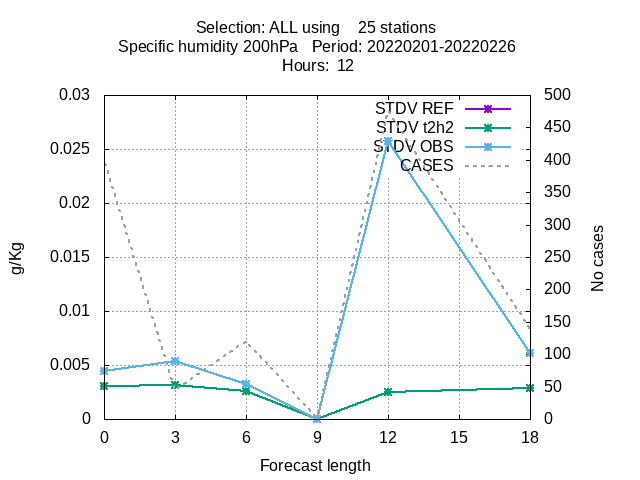 Selection: ALL using    25 stations
Specific humidity 200hPa   Period: 20220201-20220226
Hours:  12
0.03
0.025
0.02
0.015
0.01
0.005
0
500
450
400
350
300
250
200
150
100
50
0
STDV REF
STDV t2h2
STDV OBS
CASES
g/Kg
No cases
0 3 6 9 12 15 18
Forecast length